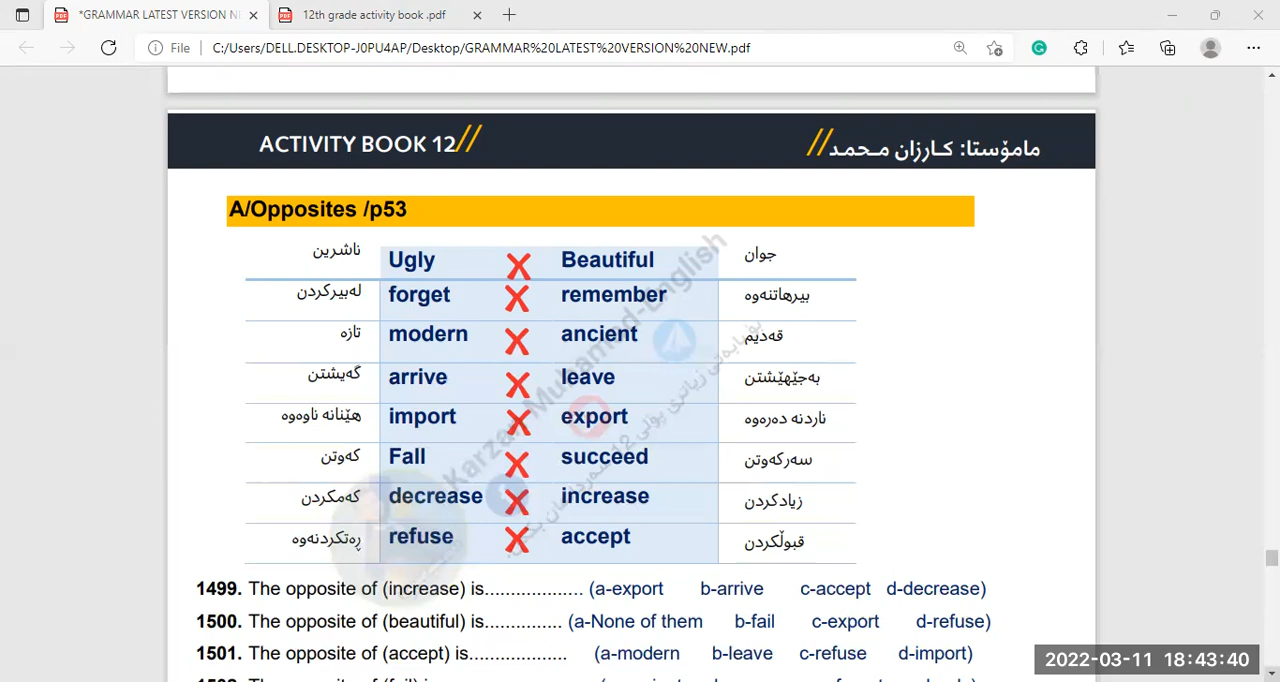 *GRAMMAR LATEST VERSION N
12th grade activity book .pdf
File C:/Users/DELL.DESKTOP-J0PU4AP/Desktop/GRAMMAR%20LATEST%20VERSION%20NEW.pdf
ACTIVITY BOOK 12// //مامۆستا: کارزان محمد
A/Opposites /p53
ناشرین Ugly X Beautiful جوان
لەبیرکردن forget X remember بیرهاتنەوە
تازە modern X ancient قەدیم
گەیشتن arrive X leave بەجێهێشتن
هێنانە ناوەوە import X export ناردنە دەرەوە
کەوتن Fall X succeed سەرکەوتن
کەمکردن decrease X increase زیادکردن
ڕەتکردنەوە refuse X accept قبوڵکردن
Karzan Muhamad-English
1499. The opposite of (increase) is................... (a-export b-arrive c-accept d-decrease)
1500. The opposite of (beautiful) is.............. (a-None of them b-fail c-export d-refuse)
1501. The opposite of (accept) is.................. (a-modern b-leave c-refuse d-import)
2022-03-11 18:43:40